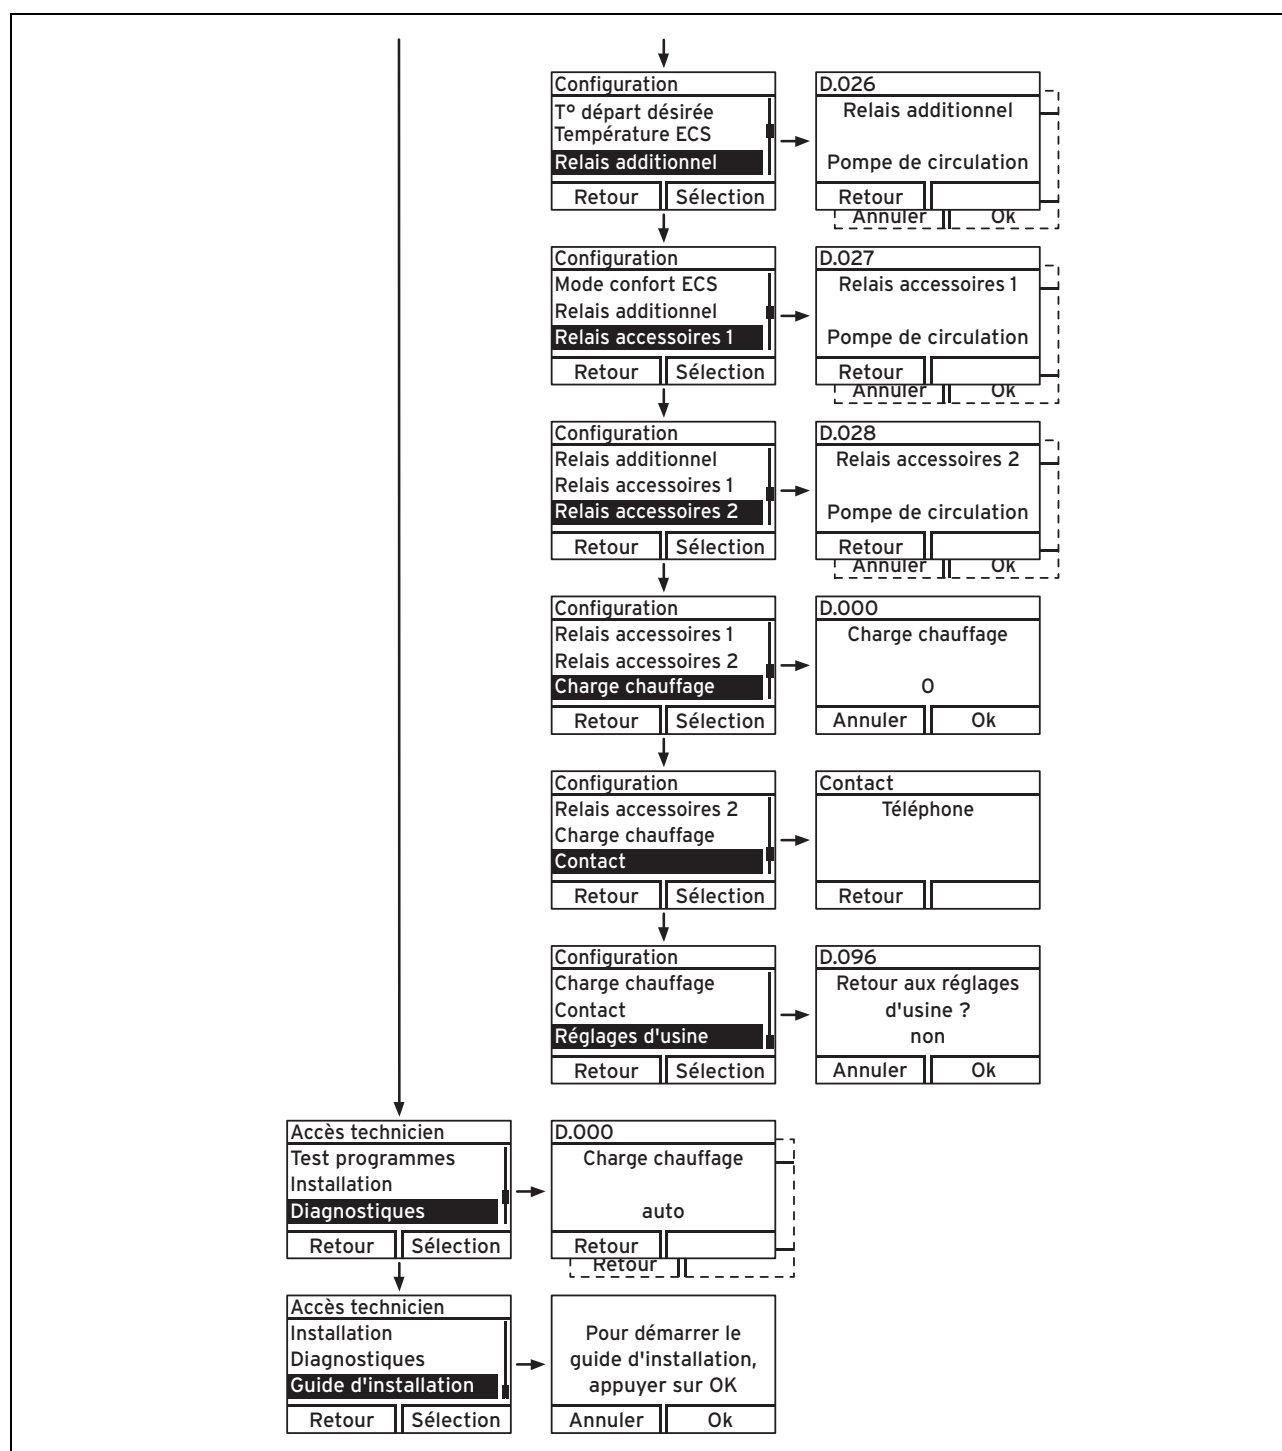 Configuration
T° départ désirée
Température ECS
Relais additionnel
Retour Sélection
D.026
Relais additionnel
Pompe de circulation
Retour
Annuler Ok
Configuration
Mode confort ECS
Relais additionnel
Relais accessoires 1
Retour Sélection
D.027
Relais accessoires 1
Pompe de circulation
Retour
Annuler Ok
Configuration
Relais additionnel
Relais accessoires 1
Relais accessoires 2
Retour Sélection
D.028
Relais accessoires 2
Pompe de circulation
Retour
Annuler Ok
Configuration
Relais accessoires 1
Relais accessoires 2
Charge chauffage
Retour Sélection
D.000
Charge chauffage
0
Annuler Ok
Configuration
Relais accessoires 2
Charge chauffage
Contact
Retour Sélection
Contact
Téléphone
Retour
Configuration
Charge chauffage
Contact
Réglages d'usine
Retour Sélection
D.096
Retour aux réglages
d'usine ?
non
Annuler Ok
Accès technicien
Test programmes
Installation
Diagnostiques
Retour Sélection
D.000
Charge chauffage
auto
Retour
Retour
Accès technicien
Installation
Diagnostiques
Guide d'installation
Retour Sélection
Pour démarrer le
guide d'installation,
appuyer sur OK
Annuler Ok